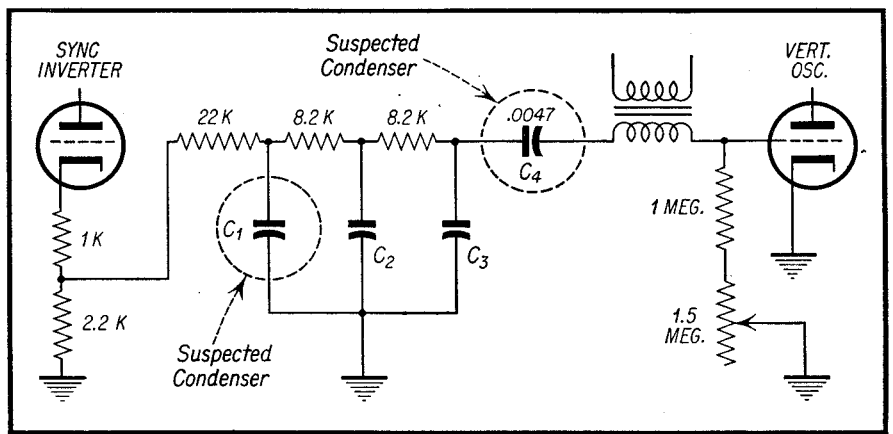 SYNC
INVERTER
Suspected
Condenser
VERT.
OSC.
22 K
8.2 K
8.2 K
.0047
C4
1 K
C1
C2
C3
1 MEG.
2.2 K
1.5
MEG.
Suspected
Condenser